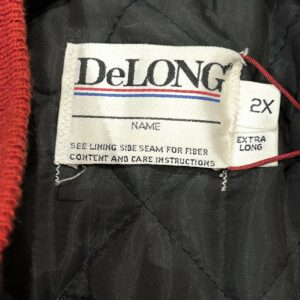 DeLONG
2X
NAME
EXTRA
LONG
SEE LINING SIDE SEAM FOR FIBER
CONTENT AND CARE INSTRUCTIONS